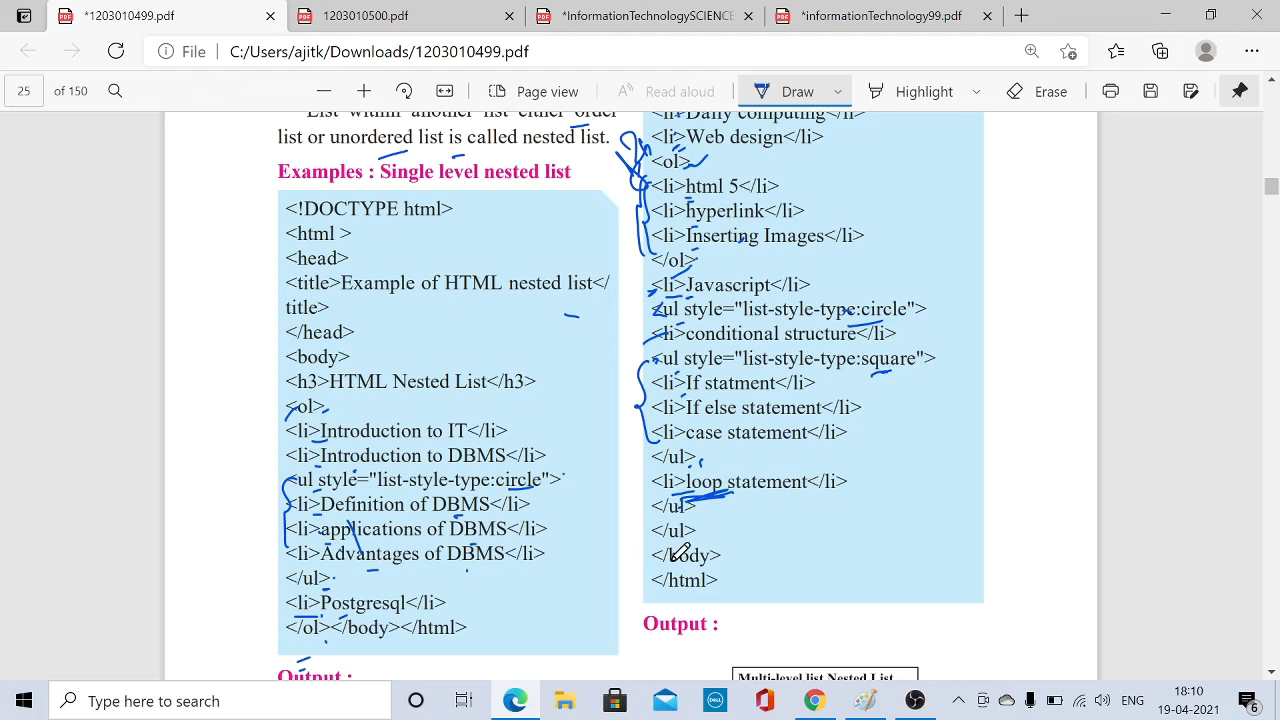 1203010499.pdf
1203010499.pdf
1203010499.pdf
1203010499.pdf
File C:/Users/ajitk/Downloads/1203010499.pdf
25 of 150 Page view Read aloud Draw Highlight Erase
List within another list either order
list or unordered list is called nested list.
Examples : Single level nested list
<!DOCTYPE html>
<html >
<head>
<title>Example of HTML nested list</
title>
</head>
<body>
<h3>HTML Nested List</h3>
<ol>
<li>Introduction to IT</li>
<li>Introduction to DBMS</li>
<ul style="list-style-type:circle">
<li>Definition of DBMS</li>
<li>applications of DBMS</li>
<li>Advantages of DBMS</li>
</ul>
<li>Postgresql</li>
</ol></body></html>
Output :
<li>Daily computing</li>
<li>Web design</li>
<ol>
<li>html 5</li>
<li>hyperlink</li>
<li>Inserting Images</li>
</ol>
<li>Javascript</li>
<ul style="list-style-type:circle">
<li>conditional structure</li>
<ul style="list-style-type:square">
<li>If statment</li>
<li>If else statement</li>
<li>case statement</li>
</ul>
<li>loop statement</li>
</ul>
</ul>
</body>
</html>
Output :
Multi-level list Nested List
Type here to search
DELL
ENG
18:10
19-04-2021
6